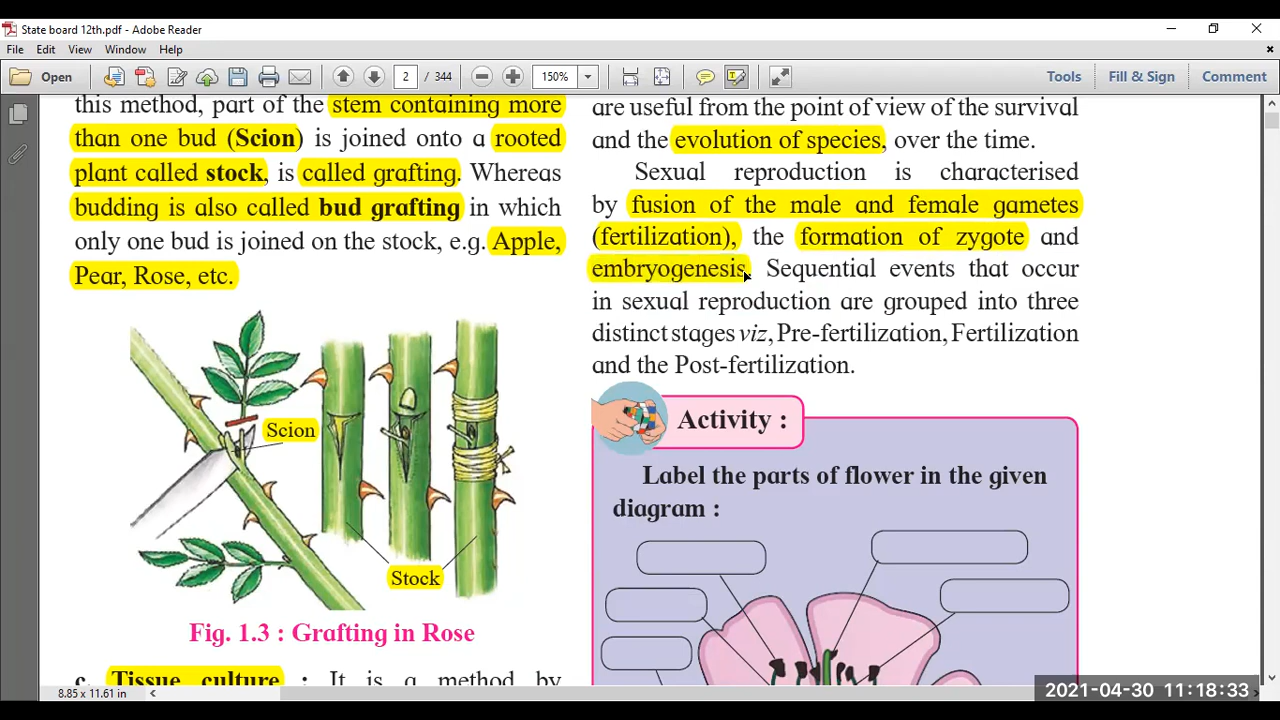 State board 12th.pdf - Adobe Reader
File Edit View Window Help
Open 2 / 344 150% Tools Fill & Sign Comment
this method, part of the stem containing more
than one bud (Scion) is joined onto a rooted
plant called stock, is called grafting. Whereas
budding is also called bud grafting in which
only one bud is joined on the stock, e.g. Apple,
Pear, Rose, etc.
Scion
Stock
Fig. 1.3 : Grafting in Rose
c. Tissue culture : It is a method by
are useful from the point of view of the survival
and the evolution of species, over the time.
Sexual reproduction is characterised
by fusion of the male and female gametes
(fertilization), the formation of zygote and
embryogenesis. Sequential events that occur
in sexual reproduction are grouped into three
distinct stages viz, Pre-fertilization, Fertilization
and the Post-fertilization.
Activity :
Label the parts of flower in the given
diagram :
8.85 x 11.61 in
2021-04-30 11:18:33